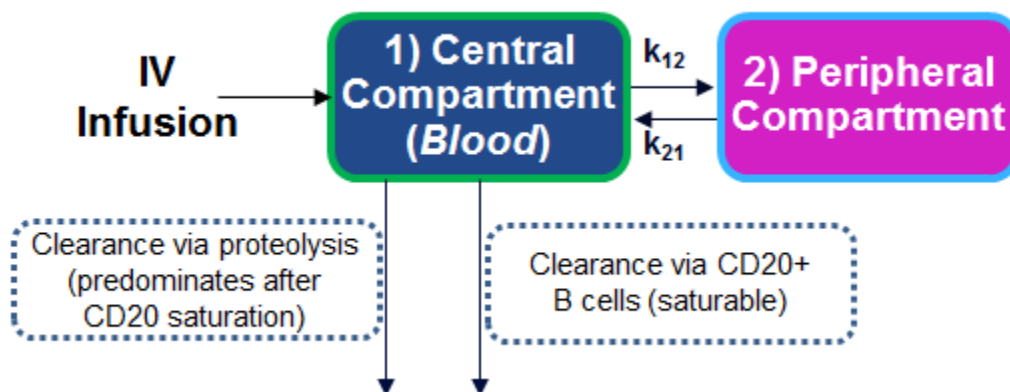 IV
Infusion
1) Central
Compartment
(Blood)
k12
k21
2) Peripheral
Compartment
Clearance via proteolysis
(predominates after
CD20 saturation)
Clearance via CD20+
B cells (saturable)